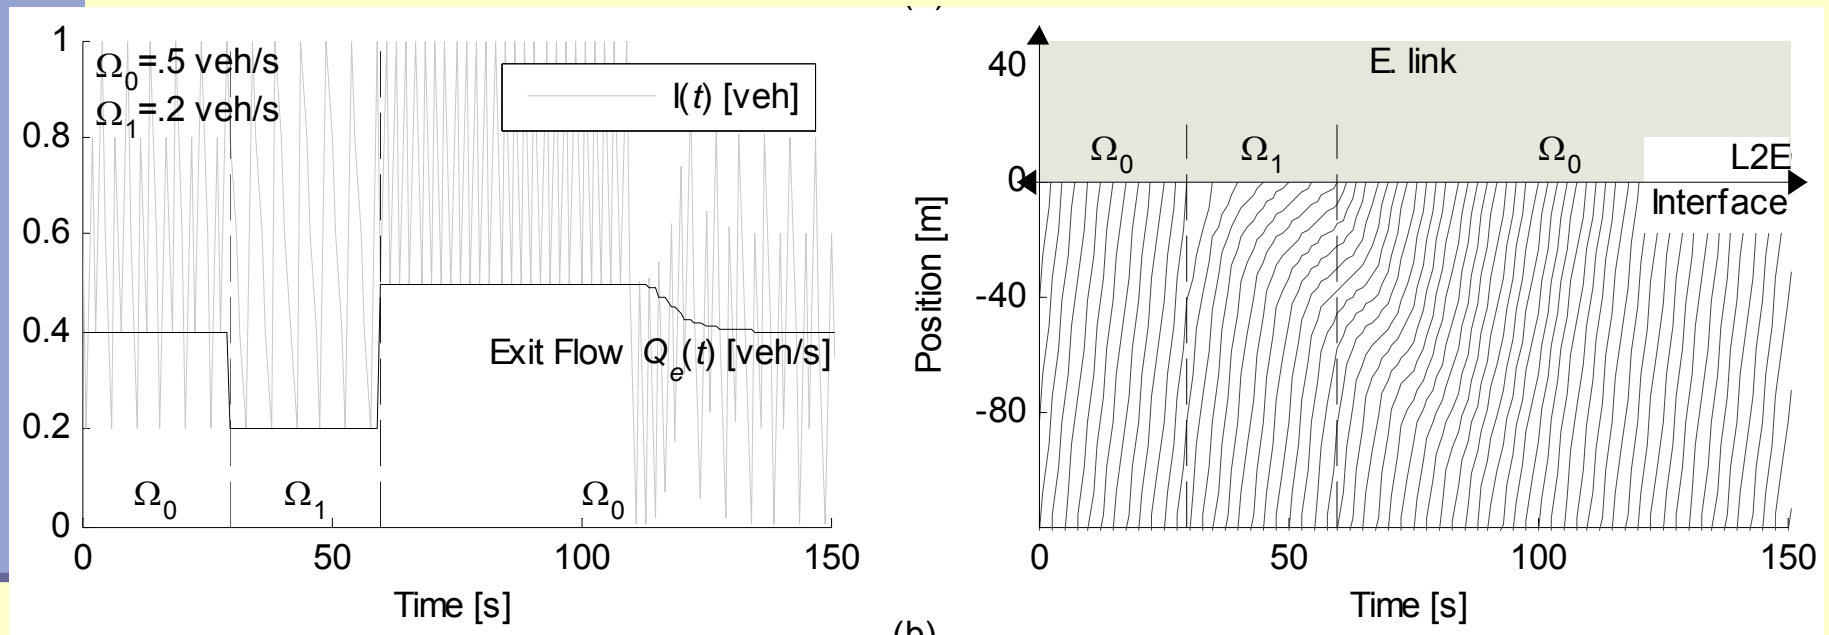 1
0.8
0.6
0.4
0.2
0
Ω0=.5 veh/s
Ω1=.2 veh/s
I(t) [veh]
Exit Flow Qe(t) [veh/s]
Ω0
Ω1
Ω0
0
50
100
150
Time [s]
40
0
-40
-80
Position [m]
E. link
Ω0
Ω1
Ω0
L2E
Interface
0
50
100
150
Time [s]
(b)